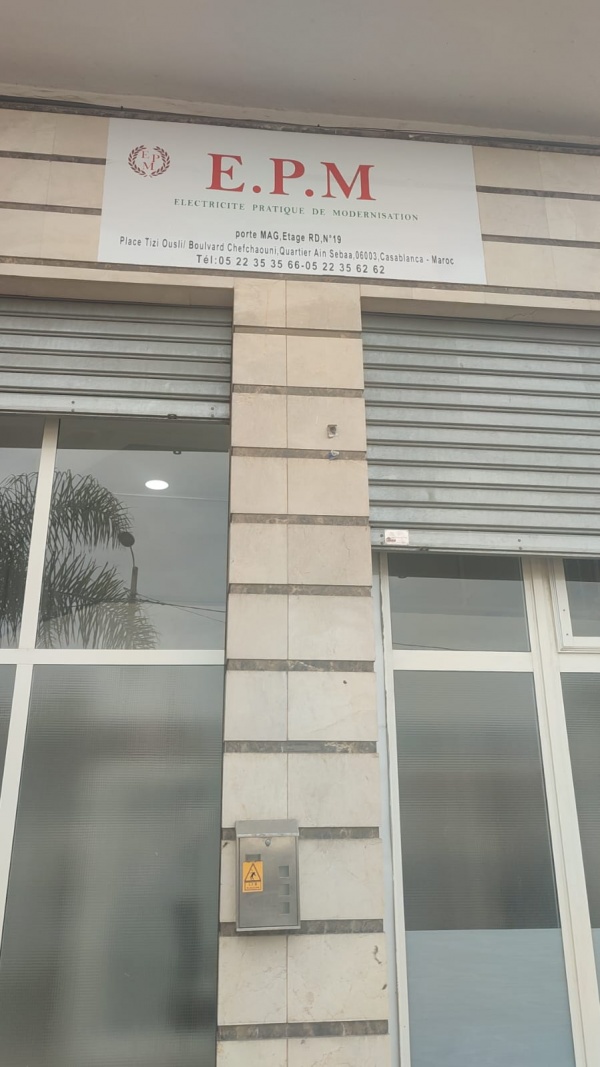 E.P.M
E.P.M
ELECTRICITE PRATIQUE DE MODERNISATION
porte MAG,Etage RD,N°19
Place Tizi Ousli/ Boulvard Chefchaouni,Quartier Ain Sebaa,06003,Casablanca - Maroc
Tél:05 22 35 35 66-05 22 35 62 62